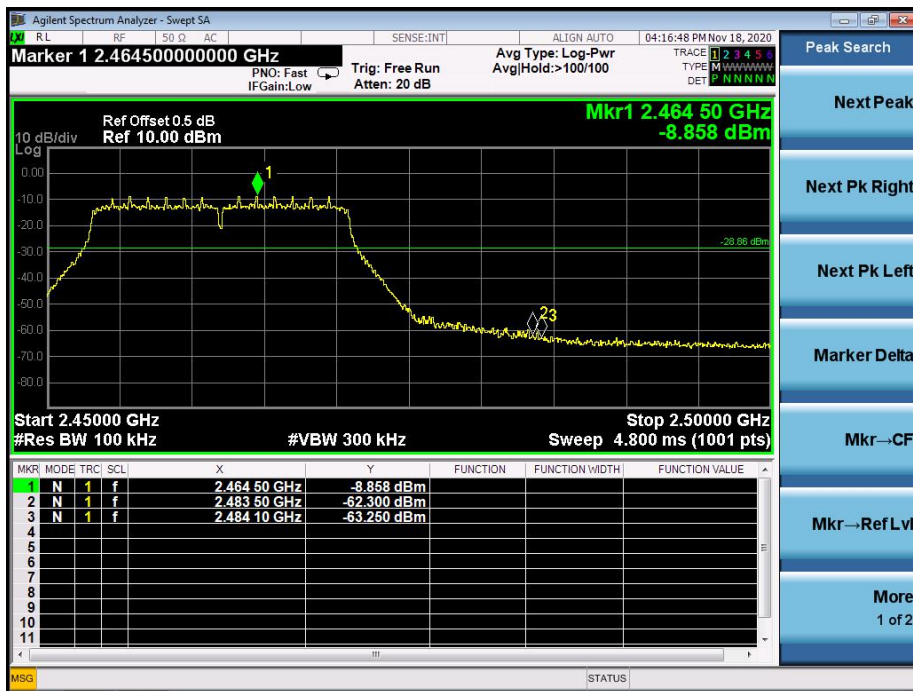 Agilent Spectrum Analyzer - Swept SA
LXI RL RF 50 Ω AC SENSE:INT ALIGN AUTO 04:16:48 PM Nov 18, 2020
Marker 1 2.464500000000 GHz
PNO: Fast
IFGain:Low
Trig: Free Run
Atten: 20 dB
Avg Type: Log-Pwr
Avg|Hold:>100/100
TRACE 1 2 3 4 5 6
TYPE M W W W W W
DET P N N N N N
Peak Search
Next Peak
Next Pk Right
Next Pk Left
Marker Delta
Mkr→CF
Mkr→Ref Lvl
More
1 of 2
Mkr1 2.464 50 GHz
-8.858 dBm
Ref Offset 0.5 dB
10 dB/div Ref 10.00 dBm
Log
0.00
1
-10.0
-20.0
-28.86 dBm
-30.0
-40.0
-50.0
23
-60.0
-70.0
-80.0
Start 2.45000 GHz Stop 2.50000 GHz
#Res BW 100 kHz #VBW 300 kHz Sweep 4.800 ms (1001 pts)
MKR MODE TRC SCL X Y FUNCTION FUNCTION WIDTH FUNCTION VALUE
1 N 1 f 2.464 50 GHz -8.858 dBm
2 N 1 f 2.483 50 GHz -62.300 dBm
3 N 1 f 2.484 10 GHz -63.250 dBm
4
5
6
7
8
9
10
11
MSG STATUS